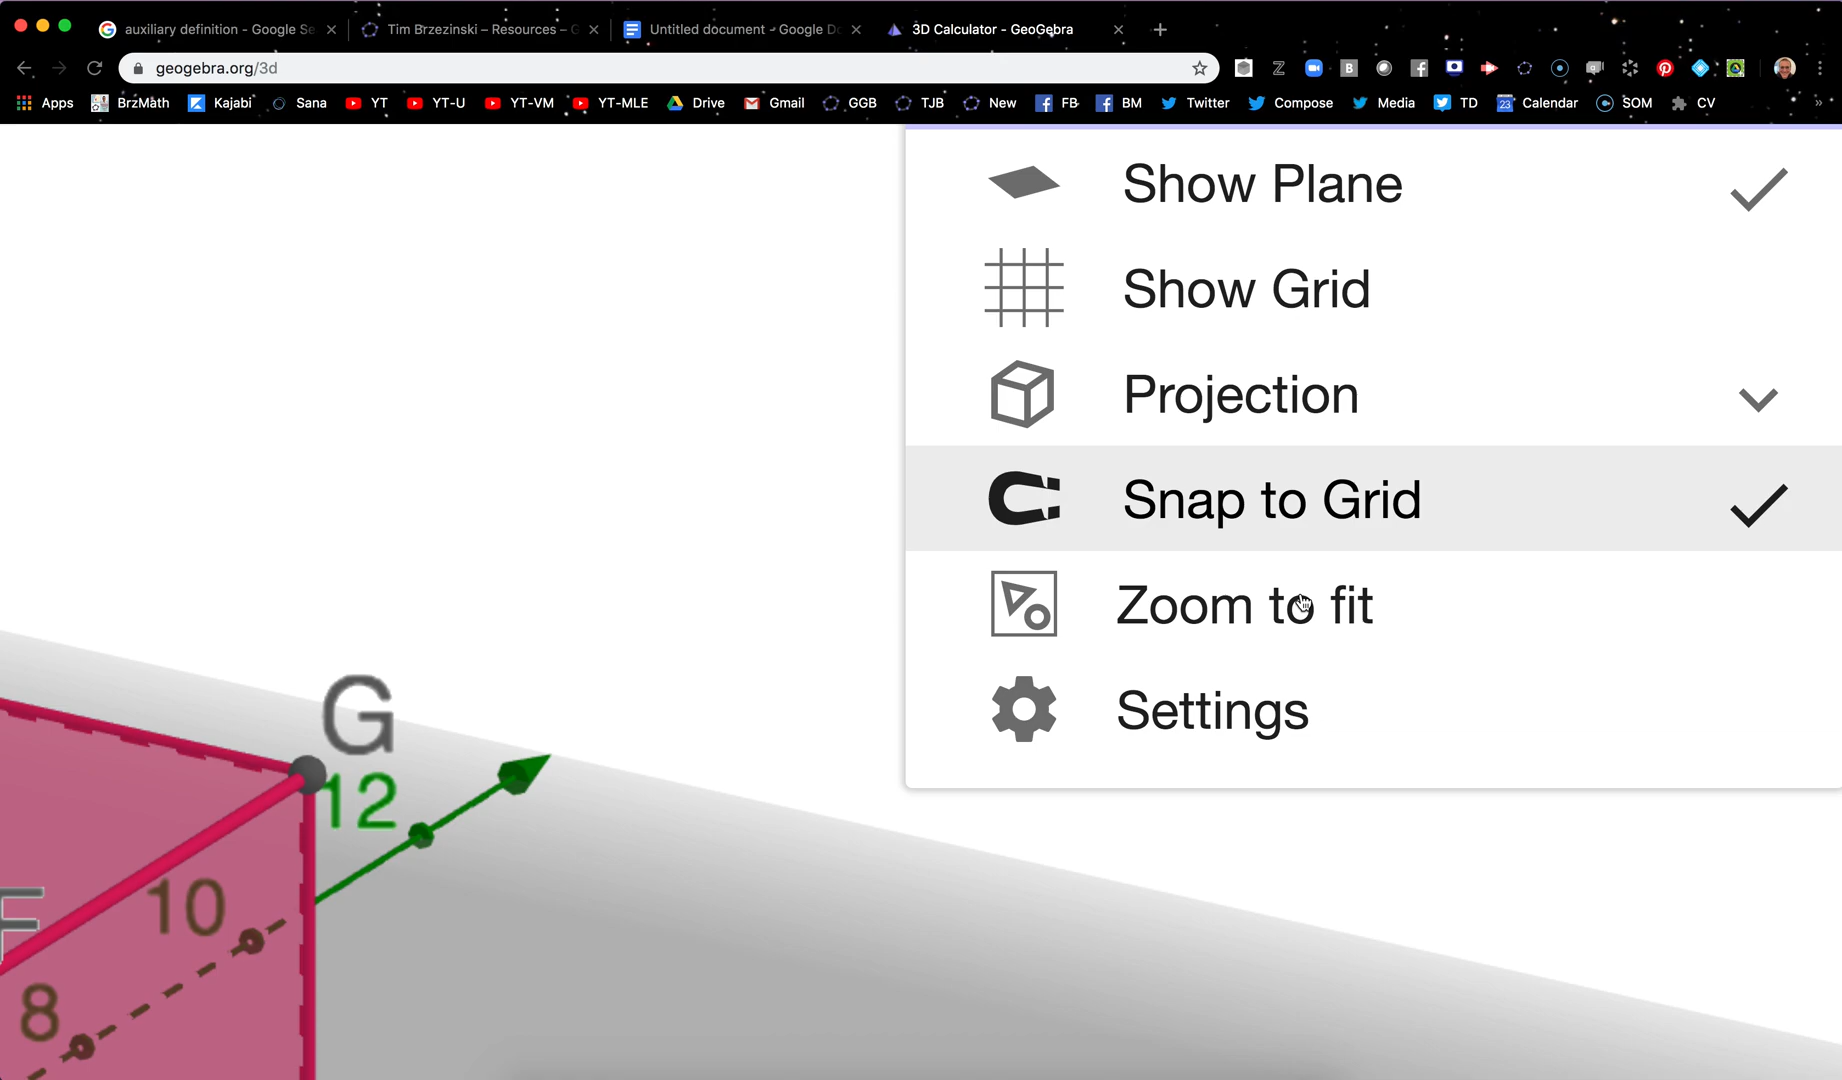 auxiliary definition - Google Se
Tim Brzezinski – Resources – G
Untitled document - Google Do
3D Calculator - GeoGebra
geogebra.org/3d
Apps BrzMath Kajabi Sana YT YT-U YT-VM YT-MLE Drive Gmail GGB TJB New FB BM Twitter Compose Media TD Calendar SOM CV
Show Plane
Show Grid
Projection
Snap to Grid
Zoom to fit
Settings
G
12
10
F
8